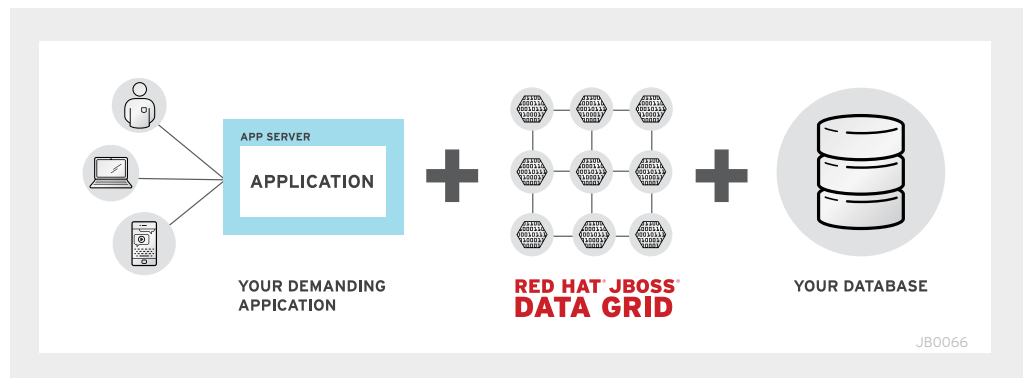 APP SERVER
APPLICATION
YOUR DEMANDING
APPICATION
RED HAT® JBOSS®
DATA GRID
YOUR DATABASE
JB0066